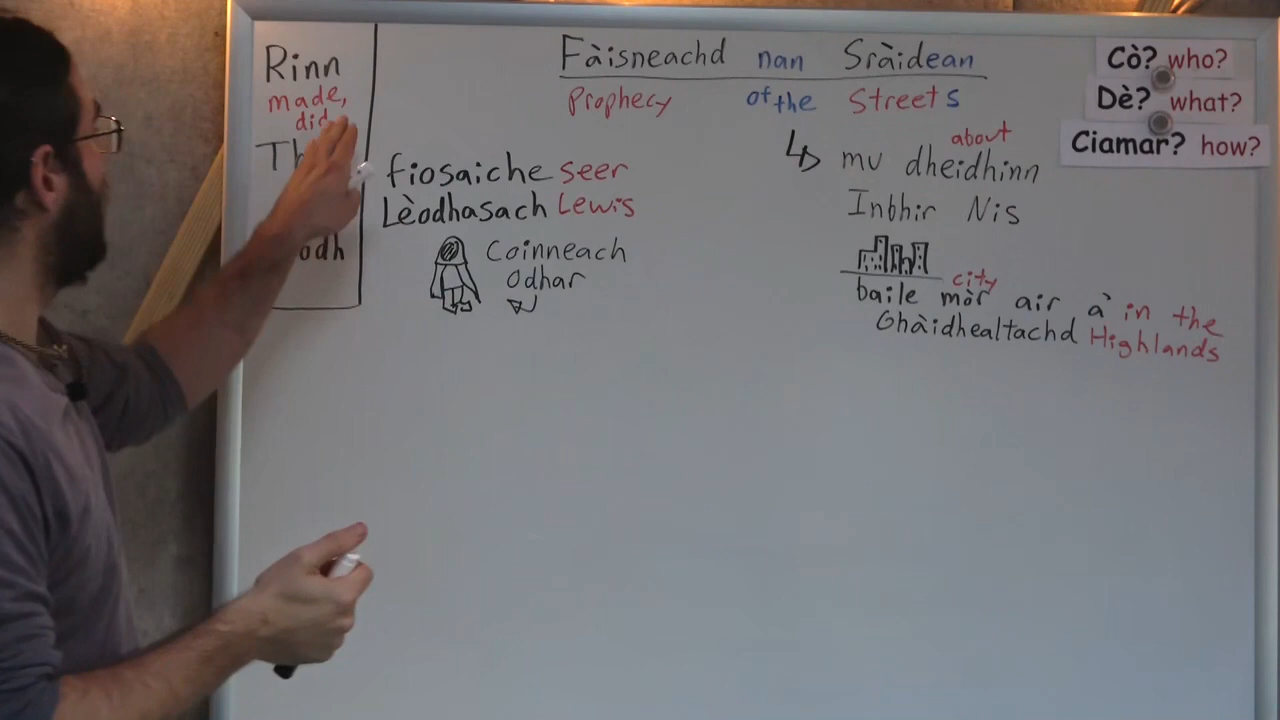 Rinn
made,
did
Fàisneachd nan Sràidean
Prophecy of the Streets
about
mu dheidhinn
Inbhir Nis
city
baile mòr air a' in the
Ghàidhealtachd Highlands
fiosaiche seer
Lèodhasach Lewis
Coinneach
Odhar
Cò? who?
Dè? what?
Ciamar? how?